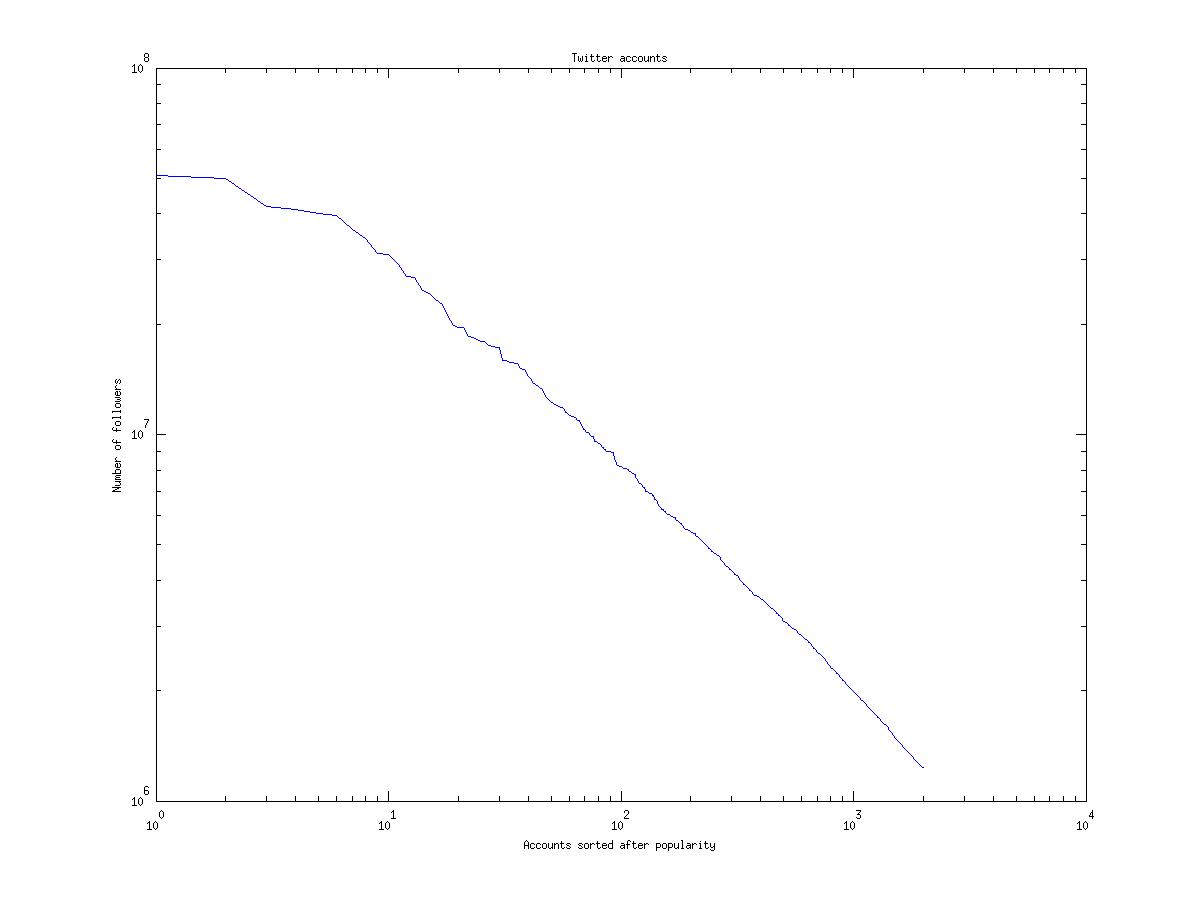 Twitter accounts
10^8
10^7
10^6
Number of followers
10^0 10^1 10^2 10^3 10^4
Accounts sorted after popularity